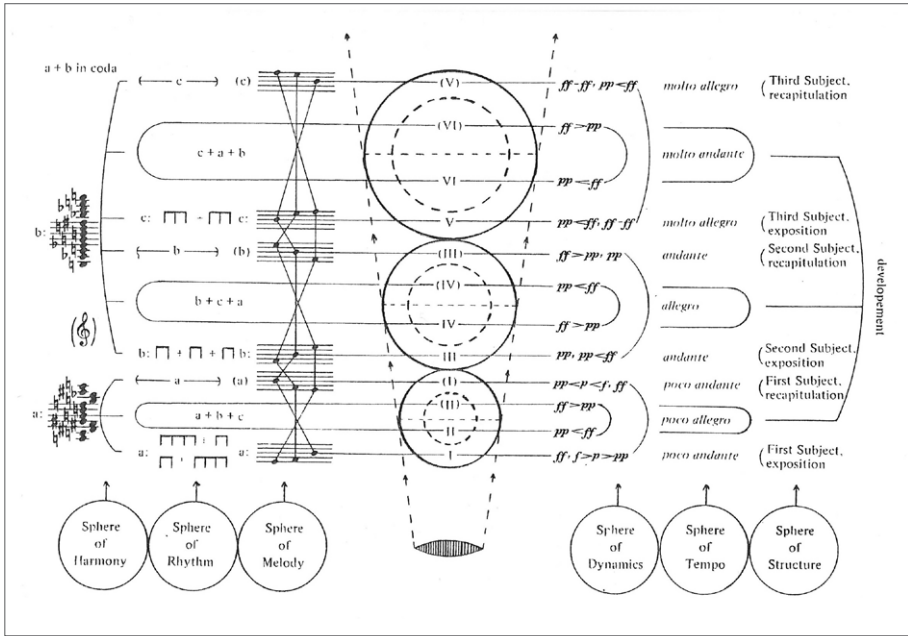 a + b in coda
c (c) (V) ff-ff, pp<ff molto allegro Third Subject, recapitulation
(VI) ff>pp
c + a + b molto andante
VI pp<ff
c: + c: V pp<ff, ff-ff molto allegro Third Subject, exposition
b:
b (b) (III) ff>pp, pp andante Second Subject, recapitulation
(IV) pp<ff
b + c + a allegro
IV ff>pp
b: + + b: III pp, pp<ff andante Second Subject, exposition
a (a) (I) pp<p<f, ff poco andante First Subject, recapitulation
(II) ff>pp
a: a + b + c poco allegro
II pp<ff
a: + + a: I ff, f>p>pp poco andante First Subject, exposition
developement
Sphere of Harmony
Sphere of Rhythm
Sphere of Melody
Sphere of Dynamics
Sphere of Tempo
Sphere of Structure